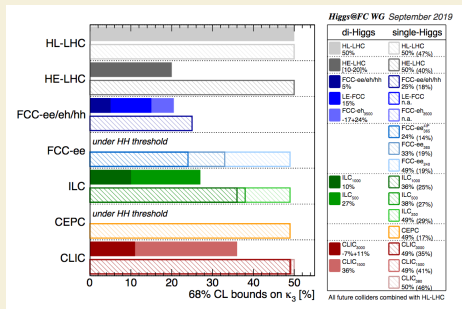 Higgs@FC WG September 2019
di-Higgs single-Higgs
HL-LHC
HE-LHC
FCC-ee/eh/hh
FCC-ee
ILC
CEPC
CLIC
under HH threshold
under HH threshold
0 10 20 30 40 50
68% CL bounds on κ3 [%]
HL-LHC HL-LHC
50% 50% (47%)
HE-LHC HE-LHC
[10-20]% 50% (40%)
FCC-ee/eh/hh FCC-ee/eh/hh
5% 25% (18%)
LE-FCC LE-FCC
15% n.a.
FCC-eh3500 FCC-eh3500
-17+24% n.a.
24% (14%)
FCC-ee365
33% (19%)
FCC-ee240
49% (19%)
ILC1000 ILC1000
10% 36% (25%)
ILC500 ILC500
27% 38% (27%)
ILC250
49% (29%)
CEPC
49% (17%)
CLIC3000 CLIC3000
-7%+11% 49% (35%)
CLIC1500 CLIC1500
36% 49% (41%)
CLIC380
50% (46%)
All future colliders combined with HL-LHC